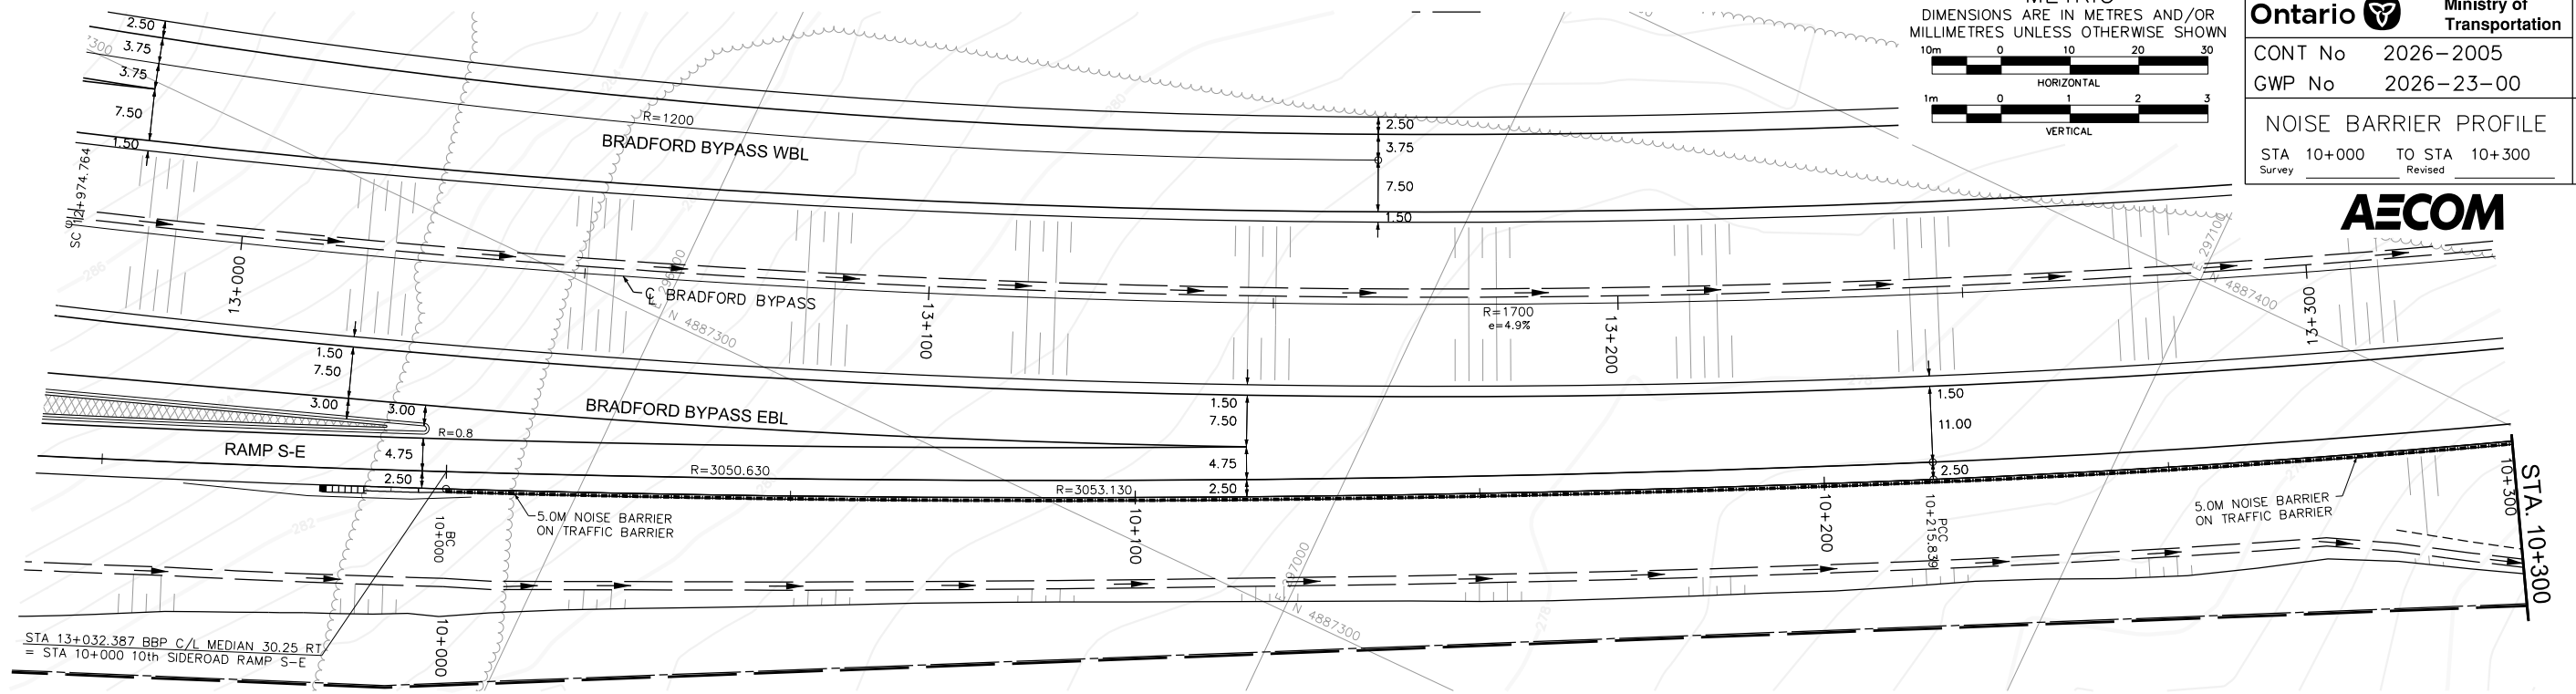 METRIC
DIMENSIONS ARE IN METRES AND/OR
MILLIMETRES UNLESS OTHERWISE SHOWN
10m 0 10 20 30
HORIZONTAL
1m 0 1 2 3
VERTICAL
Ontario
Ministry of
Transportation
CONT No 2026-2005
GWP No 2026-23-00
NOISE BARRIER PROFILE
STA 10+000 TO STA 10+300
Survey Revised
AECOM
2.50
3.75
3.75
7.50
1.50
R=1200
BRADFORD BYPASS WBL
280
2.50
3.75
7.50
1.50
SC 12+974.764
286
13+000
℄ BRADFORD BYPASS
N 4887300
13+100
R=1700
e=4.9%
13+200
E 297100
N 4887400
13+300
1.50
7.50
3.00
3.00
R=0.8
BRADFORD BYPASS EBL
1.50
7.50
4.75
2.50
1.50
11.00
2.50
RAMP S-E
4.75
2.50
R=3050.630
R=3053.130
5.0M NOISE BARRIER
ON TRAFFIC BARRIER
282
BC
10+000
10+100
10+200
PCC
10+215.839
5.0M NOISE BARRIER
ON TRAFFIC BARRIER
10+300
STA. 10+300
E 297000
N 4887300
278
10+000
STA 13+032.387 BBP C/L MEDIAN 30.25 RT
= STA 10+000 10th SIDEROAD RAMP S-E